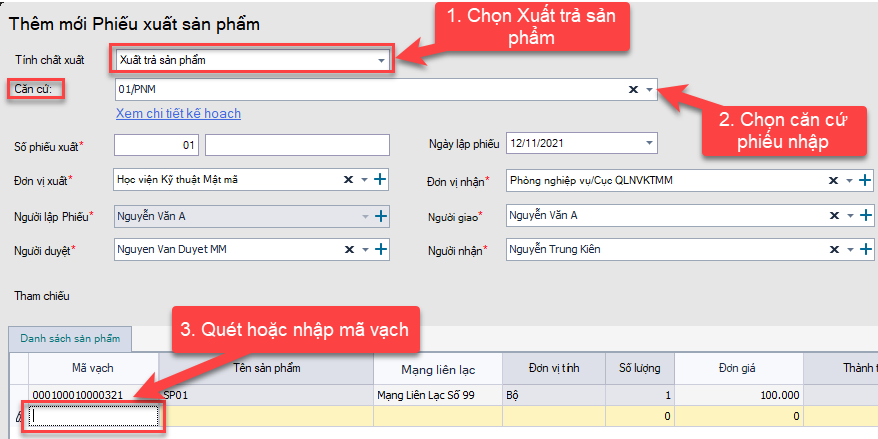 Thêm mới Phiếu xuất sản phẩm
1. Chọn Xuất trả sản
phẩm
Tính chất xuất
Xuất trả sản phẩm
Căn cứ:
01/PNM
Xem chi tiết kế hoạch
2. Chọn căn cứ
phiếu nhập
Số phiếu xuất*
01
Ngày lập phiếu
12/11/2021
Đơn vị xuất*
Học viện Kỹ thuật Mật mã
Đơn vị nhận*
Phòng nghiệp vụ/Cục QLNVKTMM
Người lập Phiếu*
Nguyễn Văn A
Người giao*
Nguyễn Văn A
Người duyệt*
Nguyen Van Duyet MM
Người nhận*
Nguyễn Trung Kiên
Tham chiếu
3. Quét hoặc nhập mã vạch
Danh sách sản phẩm
Mã vạch Tên sản phẩm Mạng liên lạc Đơn vị tính Số lượng Đơn giá Thành
000100010000321 SP01 Mạng Liên Lạc Số 99 Bộ 1 100.000
0 0